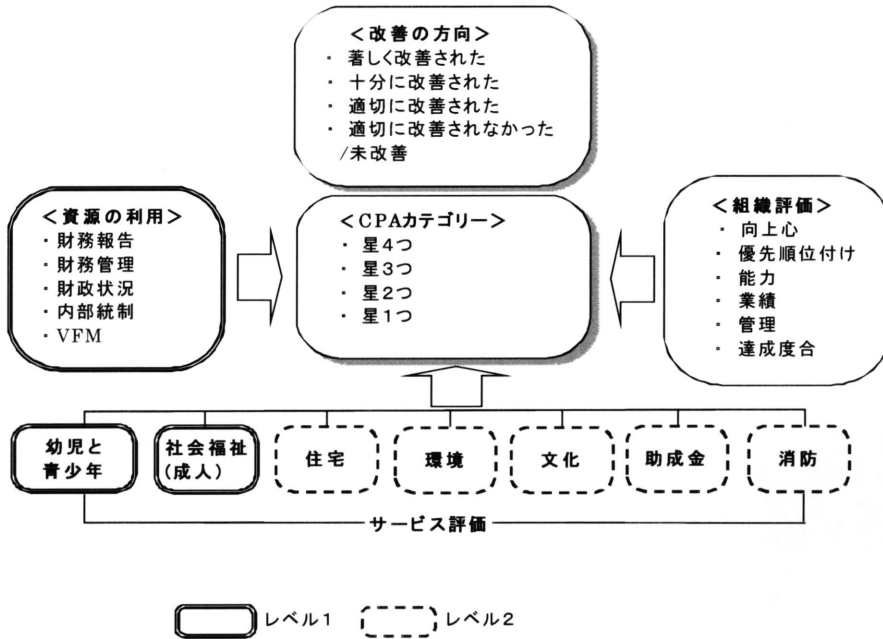 ＜改善の方向＞
・ 著しく改善された
・ 十分に改善された
・ 適切に改善された
・ 適切に改善されなかった
/未改善
＜資源の利用＞
・財務報告
・財務管理
・財政状況
・内部統制
・VFM
＜CPAカテゴリー＞
・ 星４つ
・ 星３つ
・ 星２つ
・ 星１つ
＜組織評価＞
・ 向上心
・ 優先順位付け
・ 能力
・ 業績
・ 管理
・ 達成度合
幼児と
青少年
社会福祉
(成人)
住宅
環境
文化
助成金
消防
サービス評価
レベル１
レベル２